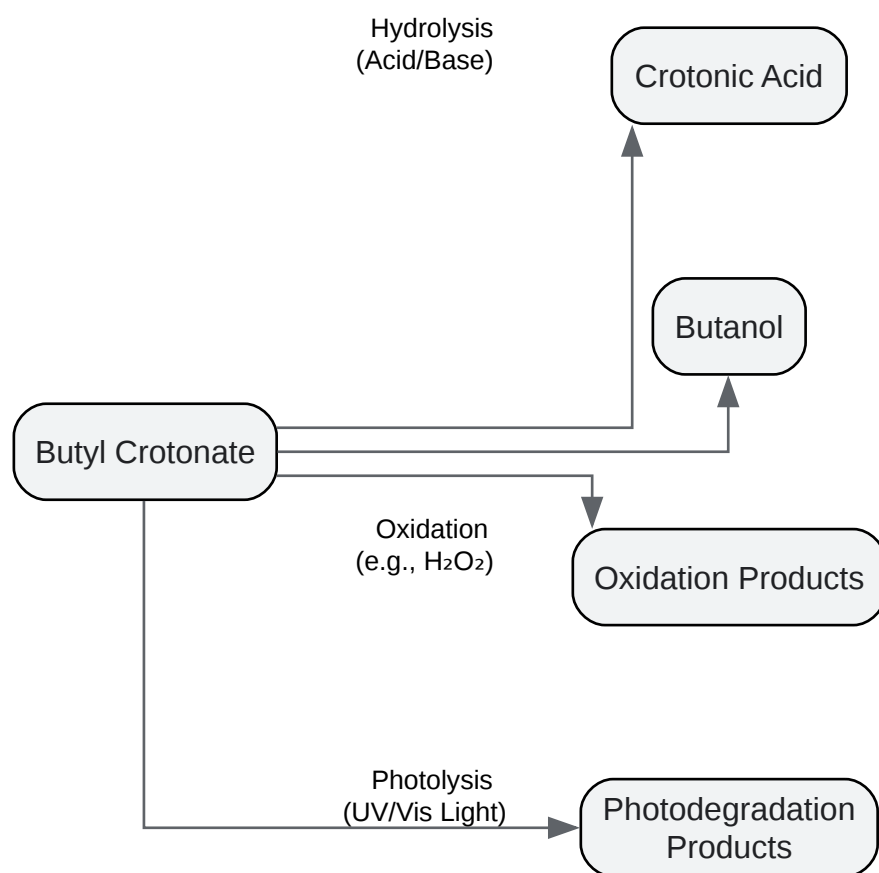 Hydrolysis
(Acid/Base)
Crotonic Acid
Butanol
Butyl Crotonate
Oxidation
(e.g., H₂O₂)
Oxidation Products
Photolysis
(UV/Vis Light)
Photodegradation
Products